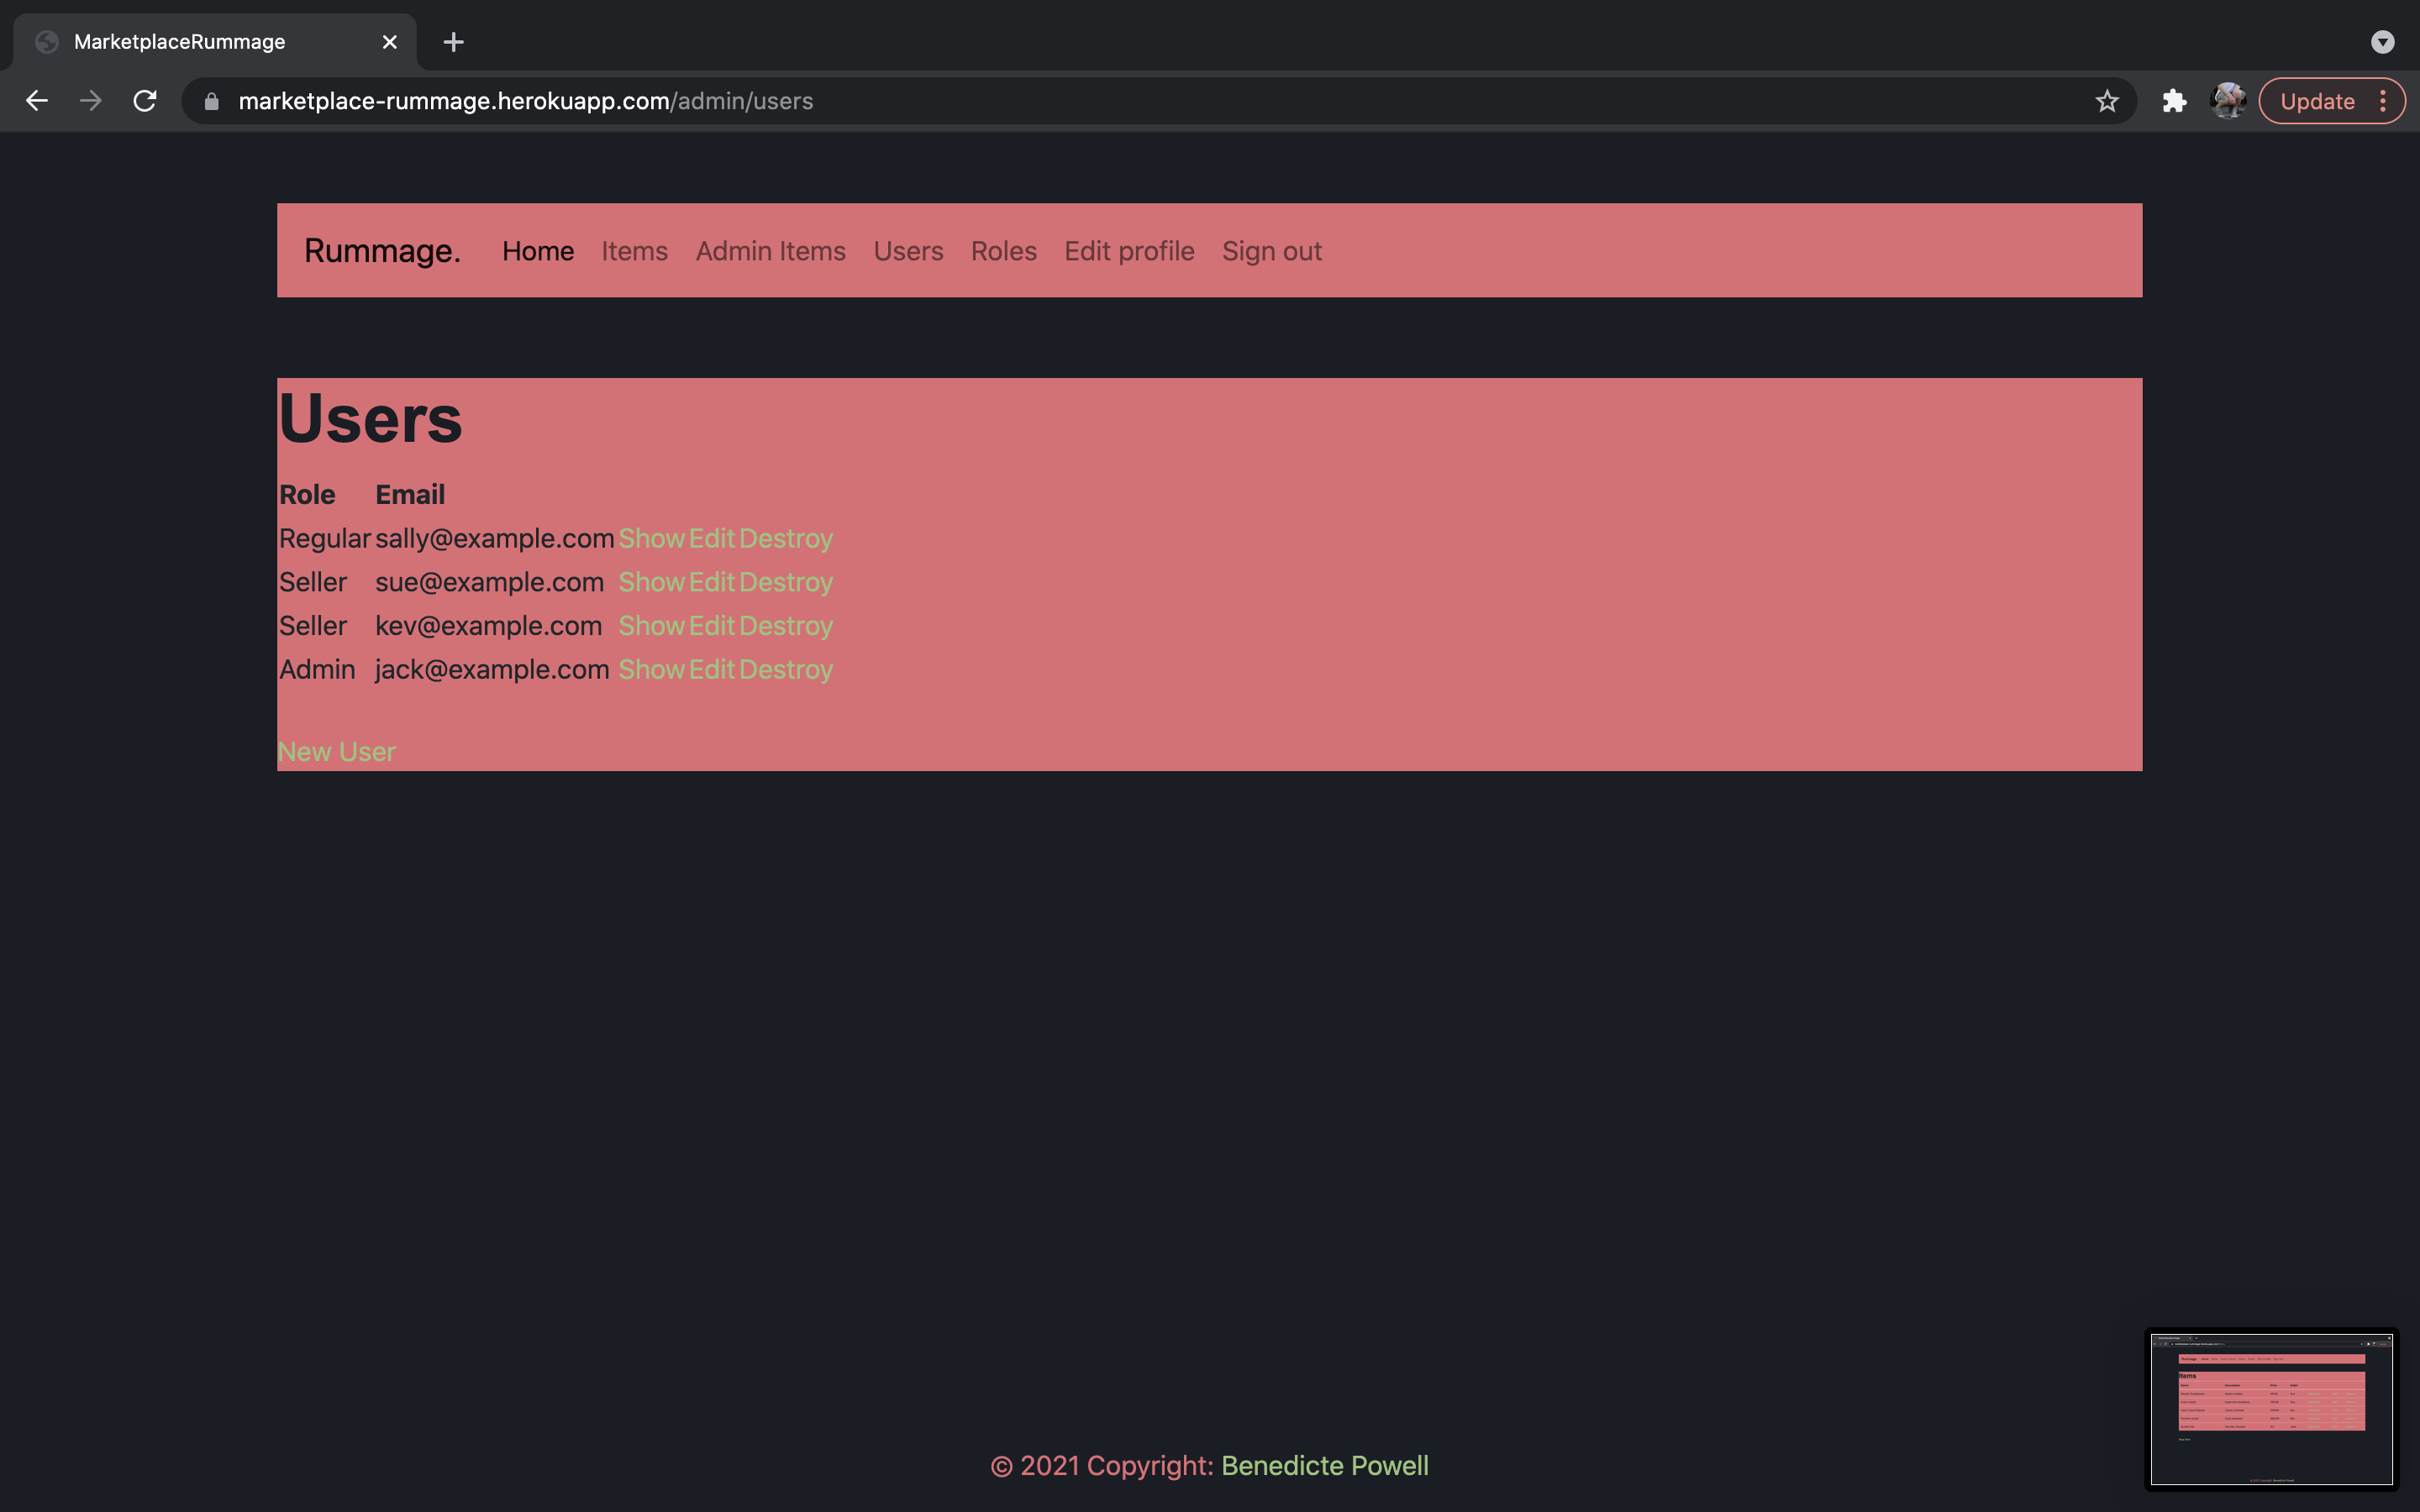 MarketplaceRummage
marketplace-rummage.herokuapp.com/admin/users
Update
Rummage. Home Items Admin Items Users Roles Edit profile Sign out
Users
Role Email
Regular sally@example.com Show Edit Destroy
Seller sue@example.com Show Edit Destroy
Seller kev@example.com Show Edit Destroy
Admin jack@example.com Show Edit Destroy
New User
Items
© 2021 Copyright: Benedicte Powell